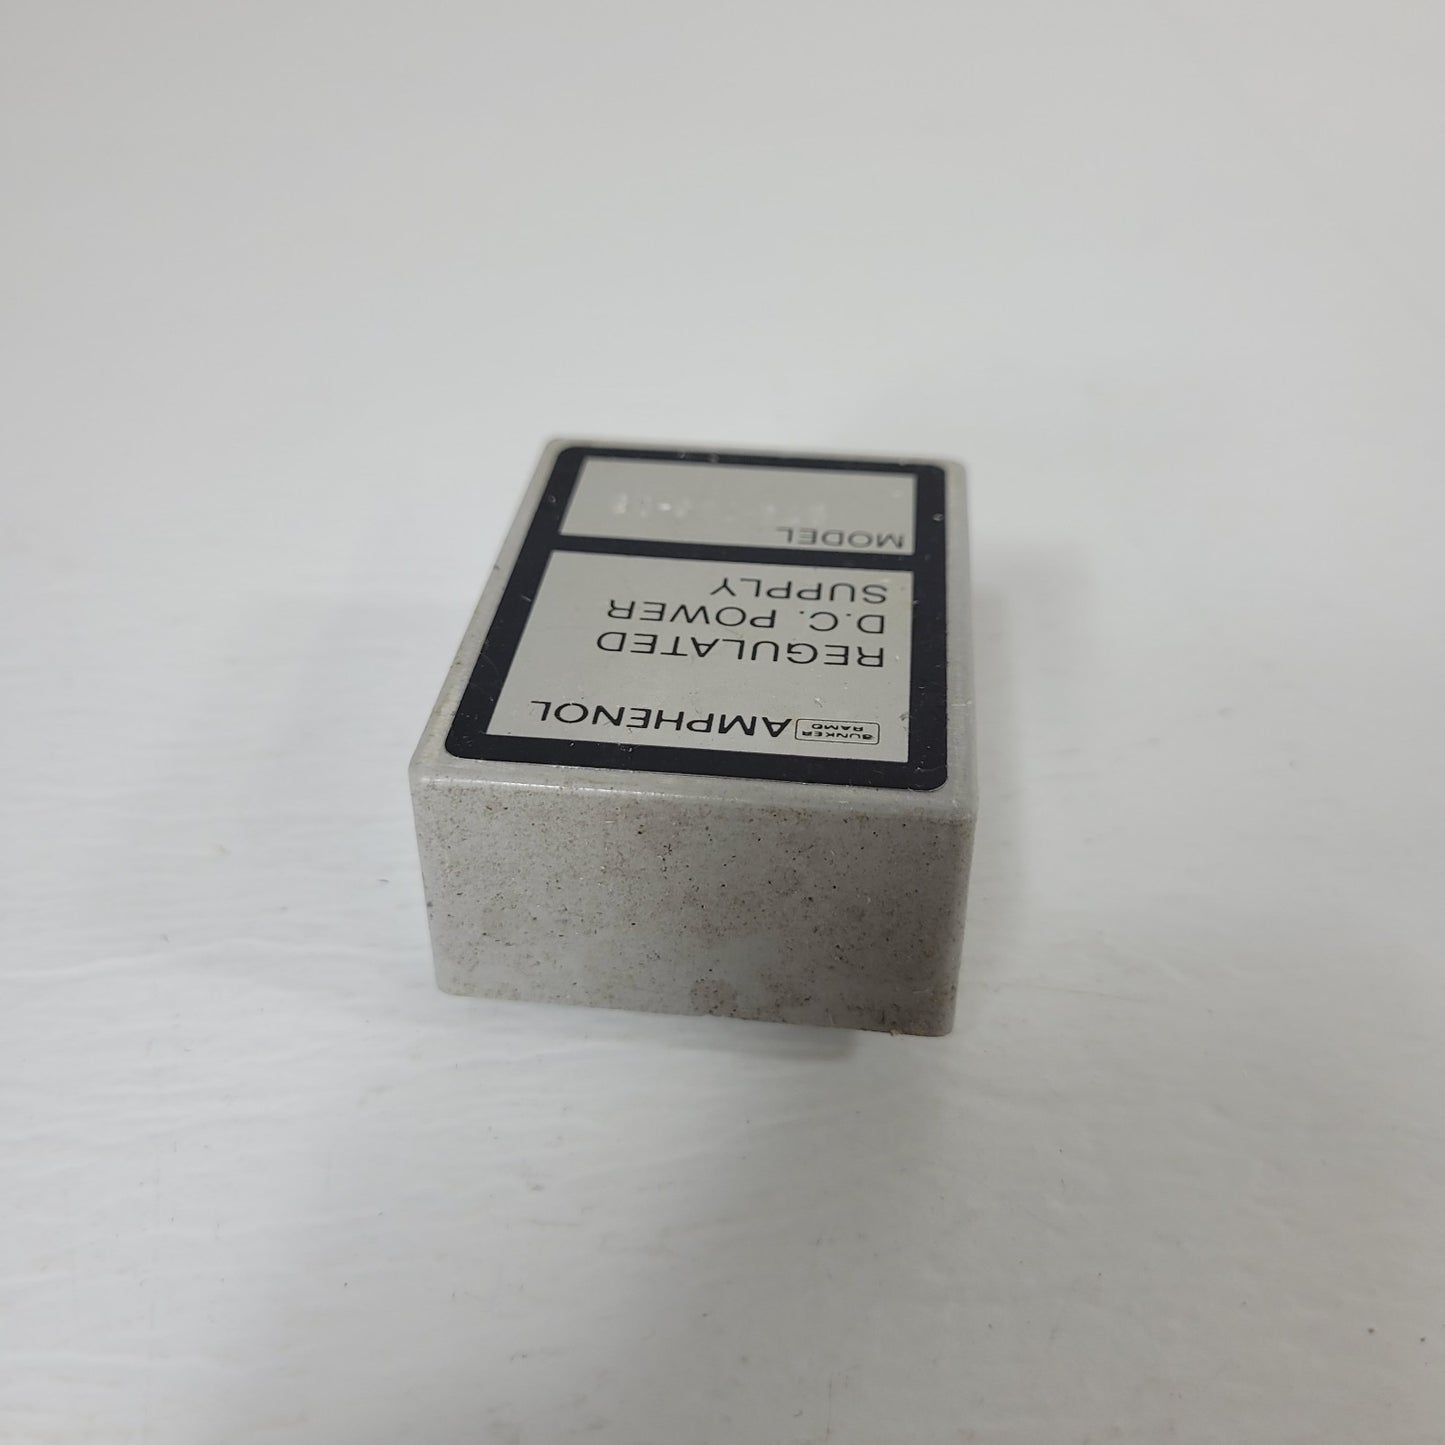 BUNKER
RAMO
AMPHENOL
REGULATED
D.C. POWER
SUPPLY
MODEL